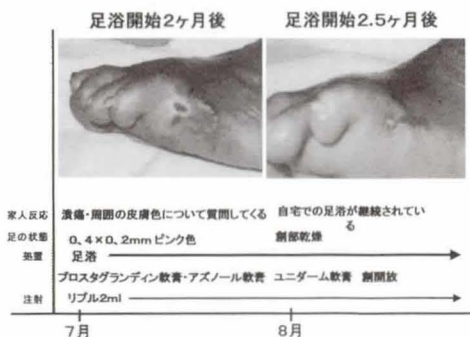 足浴開始2ヶ月後 足浴開始2.5ヶ月後
家人反応 潰瘍・周囲の皮膚色について質問してくる 自宅での足浴が継続されてい
る
足の状態 0、4×0、2mm ピンク色 創部乾燥
処置 足浴
プロスタグランディン軟膏・アズノール軟膏 ユニダーム軟膏 創開放
注射 リプル2ml
7月 8月